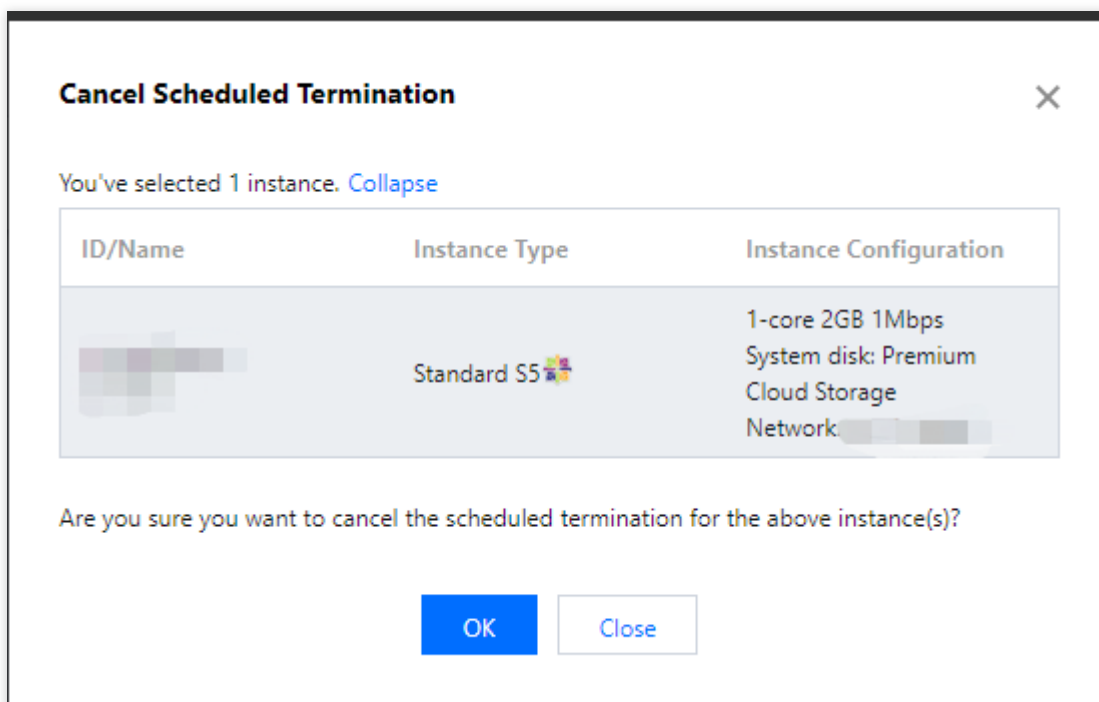 Cancel Scheduled Termination
You've selected 1 instance. Collapse
ID/Name Instance Type Instance Configuration
1-core 2GB 1Mbps
System disk: Premium
Standard S5
Cloud Storage
Network:
Are you sure you want to cancel the scheduled termination for the above instance(s)?
OK Close